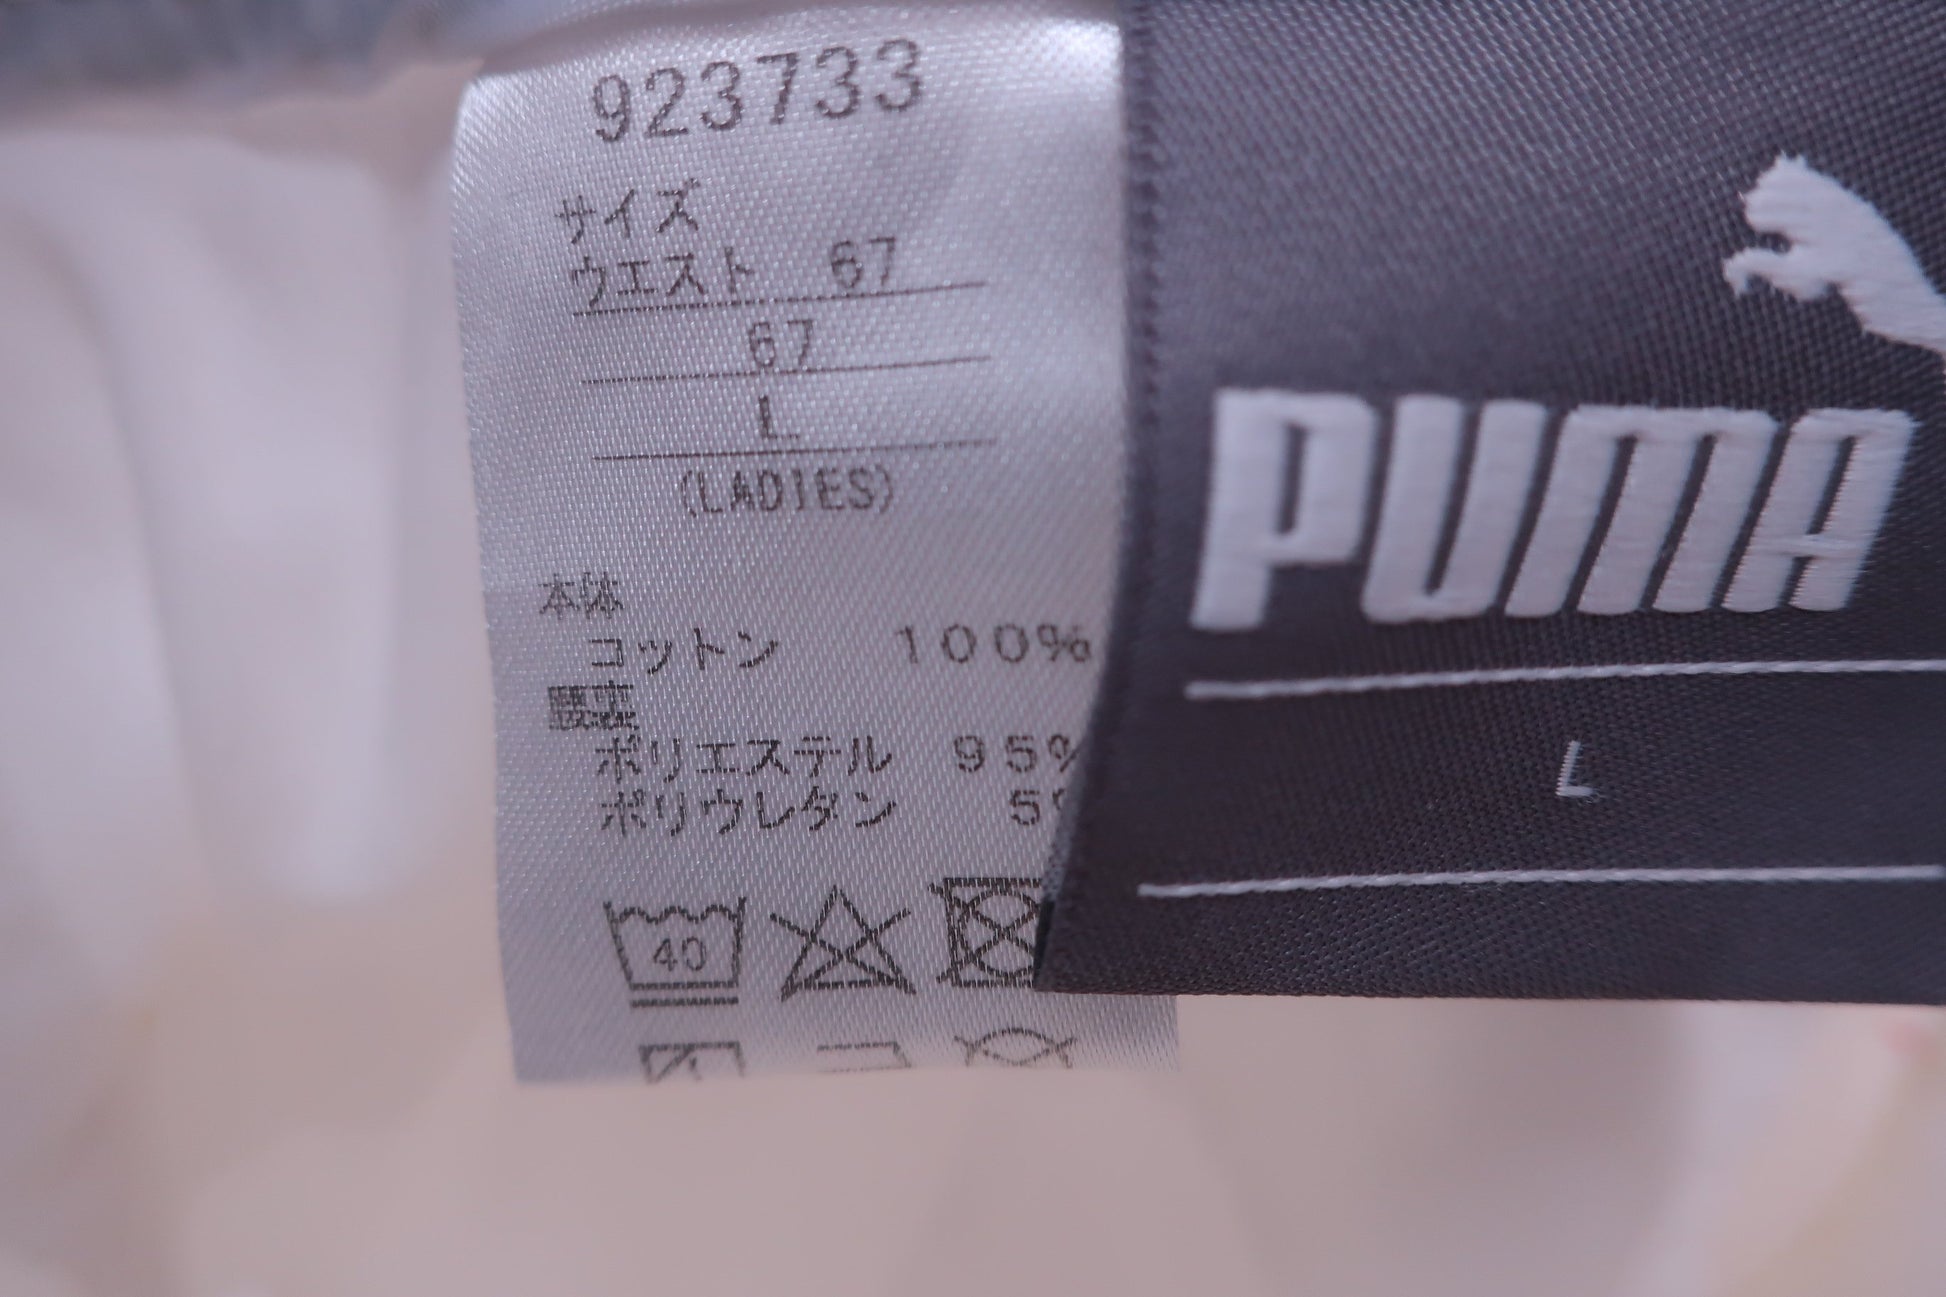 923733
サイズ
ウエスト 67
67
L
(LADIES)
本体
コットン 100%
腰裏
ポリエステル 95%
ポリウレタン 5%
40
PUMA
L